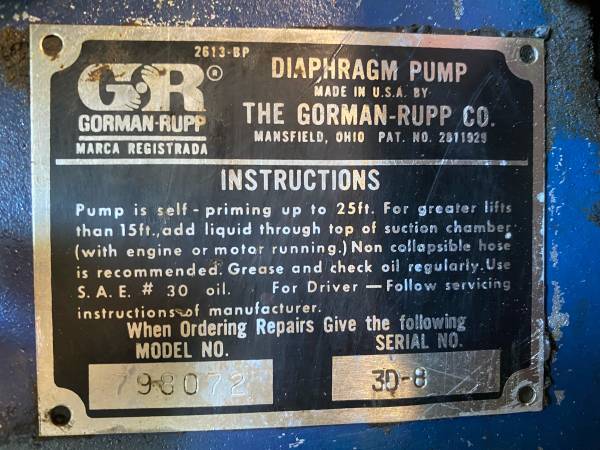 2613-BP
GR®
GORMAN-RUPP
MARCA REGISTRADA
DIAPHRAGM PUMP
MADE IN U.S.A. BY
THE GORMAN-RUPP CO.
MANSFIELD, OHIO PAT. NO. 2811929
INSTRUCTIONS
Pump is self-priming up to 25ft. For greater lifts
than 15ft., add liquid through top of suction chamber
(with engine or motor running.) Non collapsible hose
is recommended. Grease and check oil regularly. Use
S.A.E. # 30 oil. For Driver — Follow servicing
instructions of manufacturer.
When Ordering Repairs Give the following
MODEL NO. SERIAL NO.
798072 3D-8